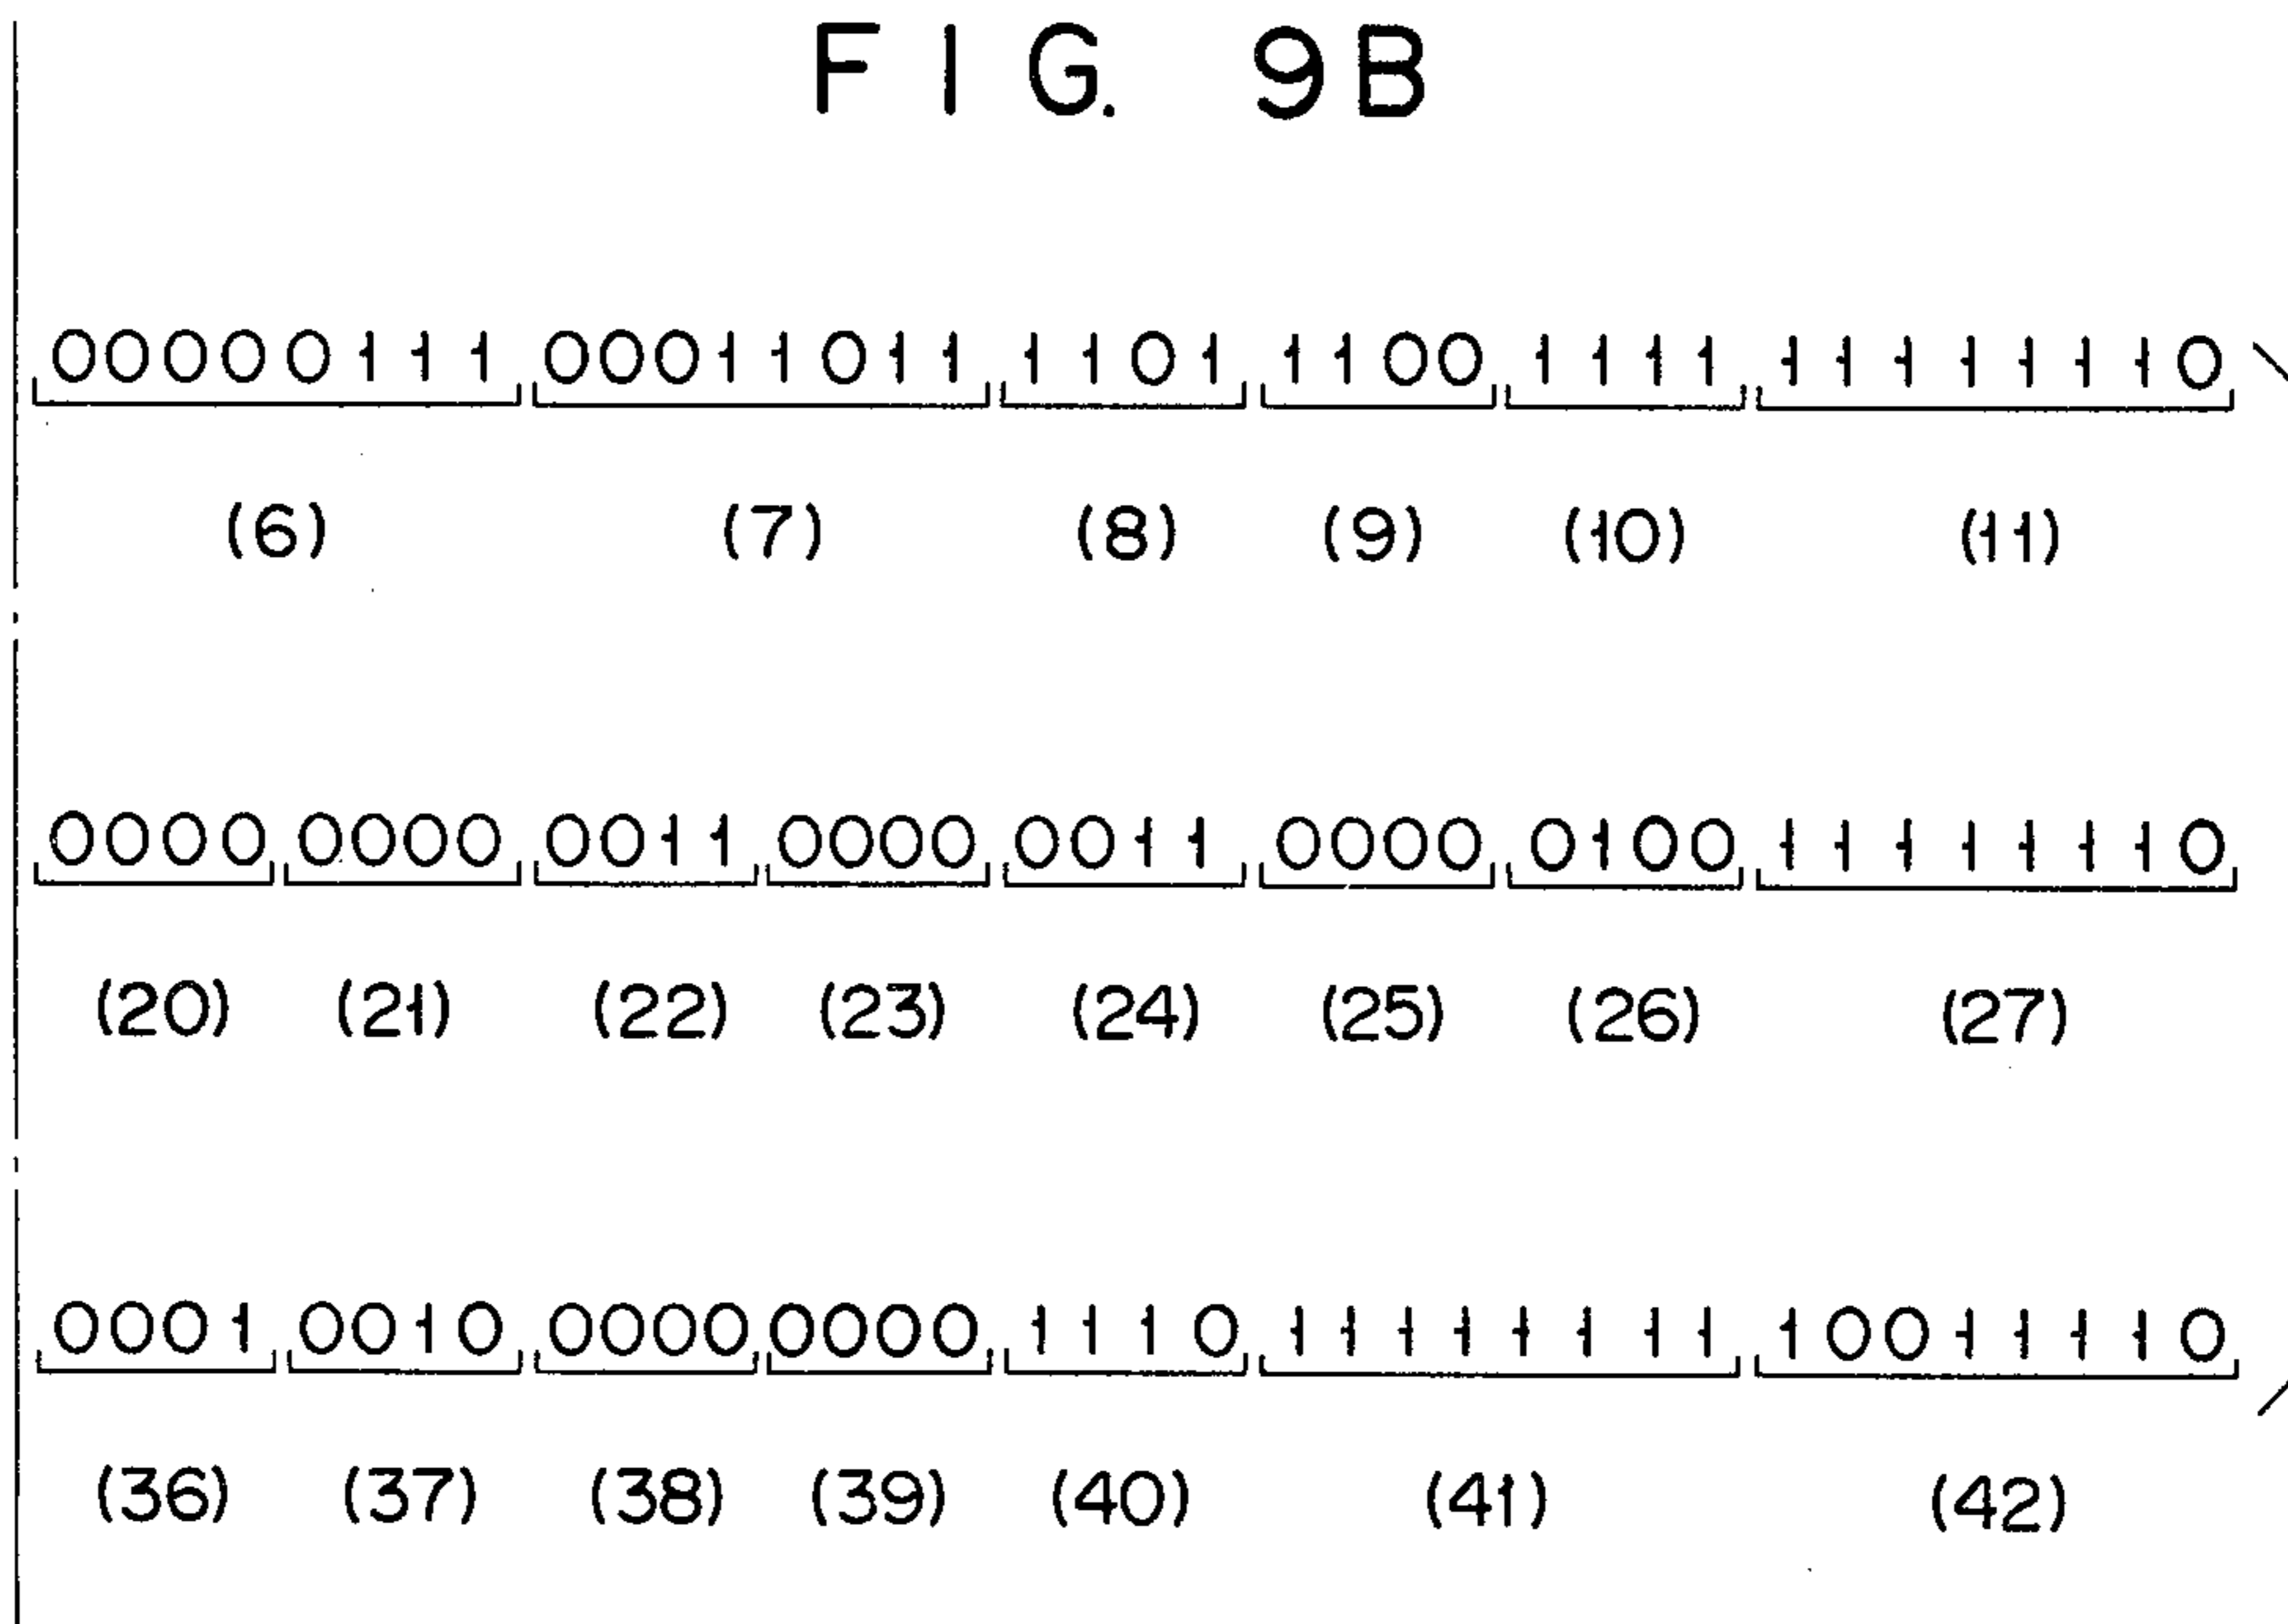 FIG. 9B
00000111 00011011 1101 1100 1111 11111110
(6) (7) (8) (9) (10) (11)
0000 0000 0011 0000 0011 0000 0100 11111110
(20) (21) (22) (23) (24) (25) (26) (27)
0001 0010 0000 0000 1110 11111111 10011110
(36) (37) (38) (39) (40) (41) (42)